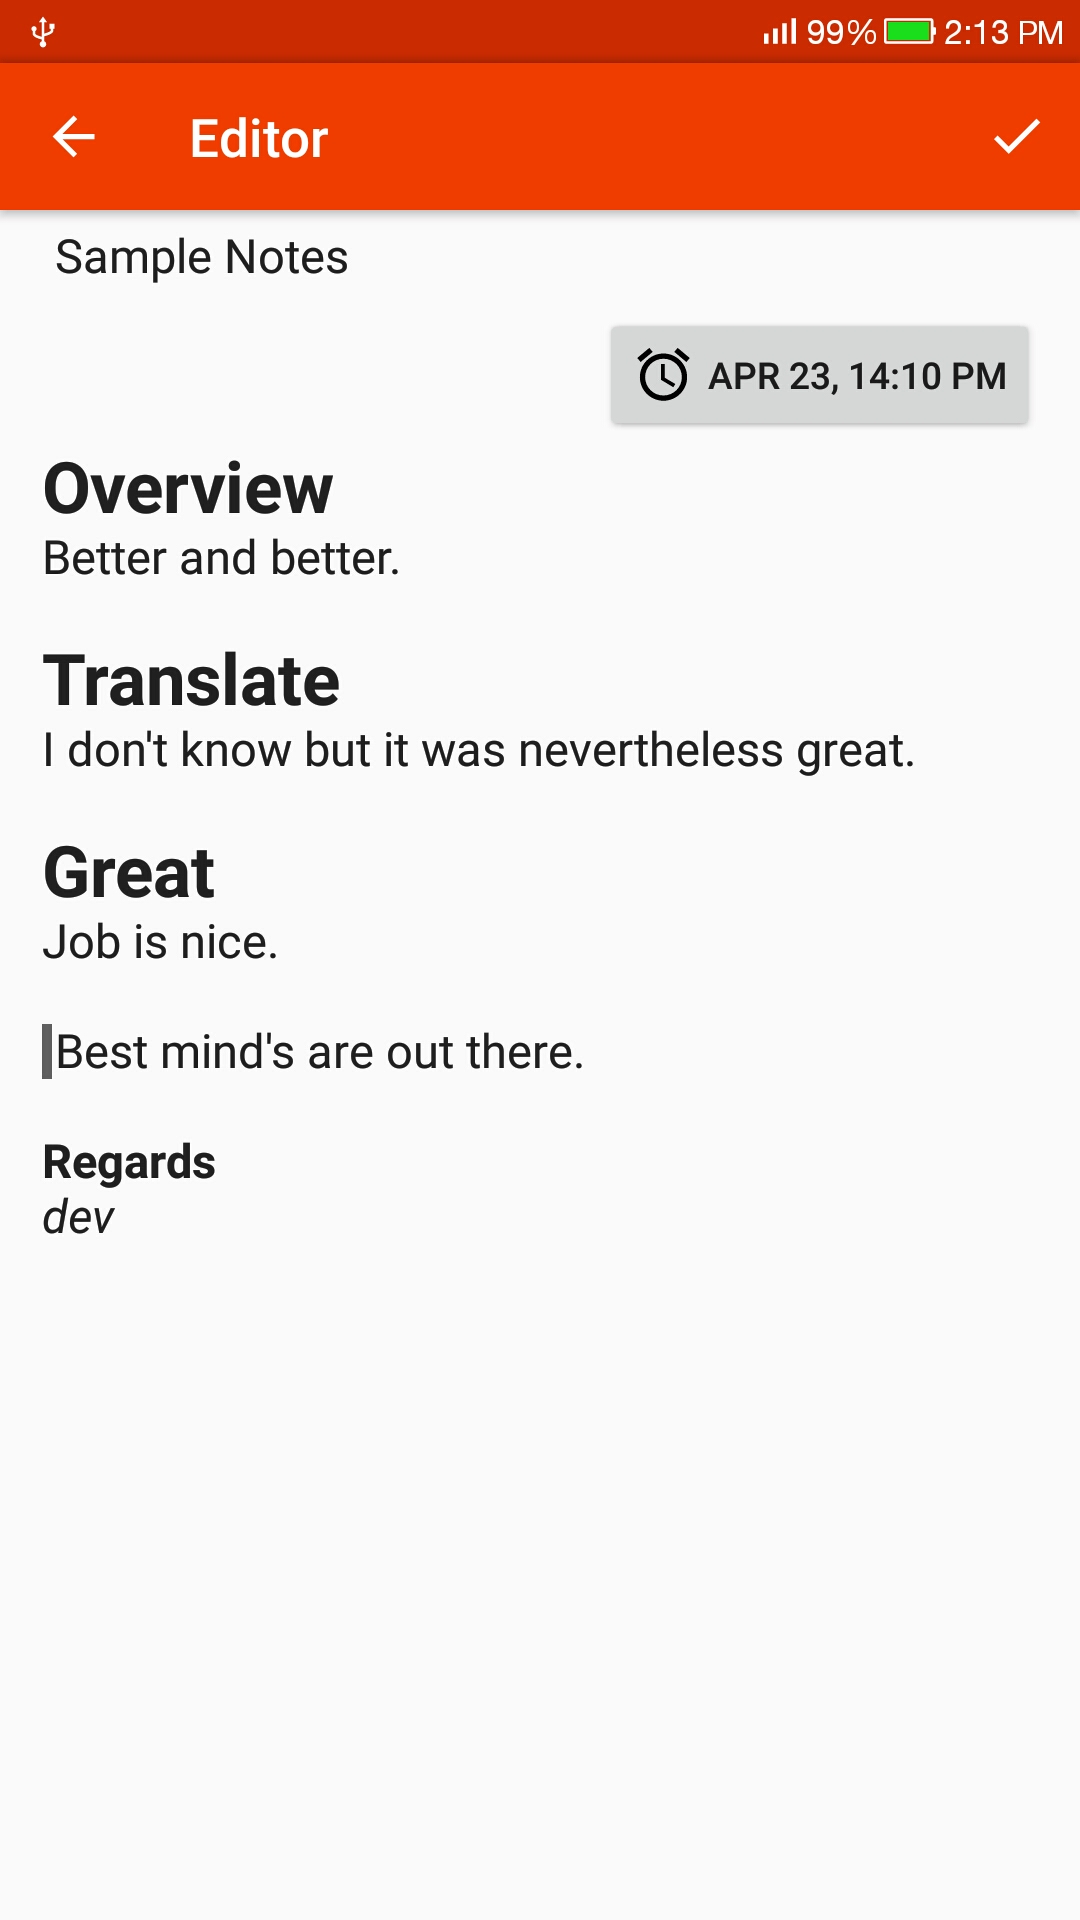 99% 2:13 PM
Editor
Sample Notes
APR 23, 14:10 PM
Overview
Better and better.
Translate
I don't know but it was nevertheless great.
Great
Job is nice.
Best mind's are out there.
Regards
dev